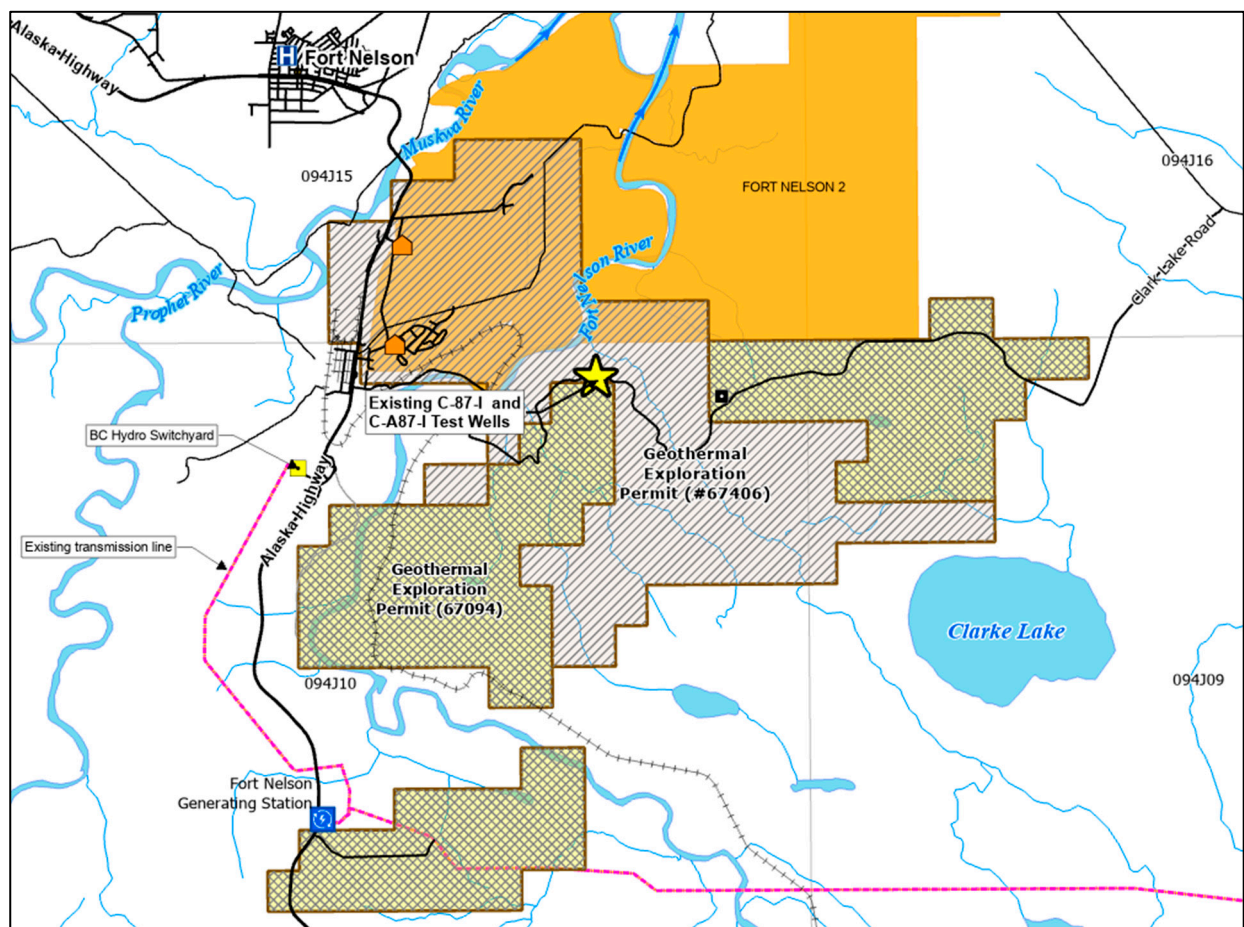 Alaska-Highway
H
Fort Nelson
Muskwa River
094J15
094J16
FORT NELSON 2
Fort Nelson River
Clark-Lake-Road
Prophet River
Existing C-87-I and
C-A87-I Test Wells
BC Hydro Switchyard
Geothermal
Exploration
Permit (#67406)
Alaska-Highway
Existing transmission line
Geothermal
Exploration
Permit (67094)
Clarke Lake
094J10
094J09
Fort Nelson
Generating Station